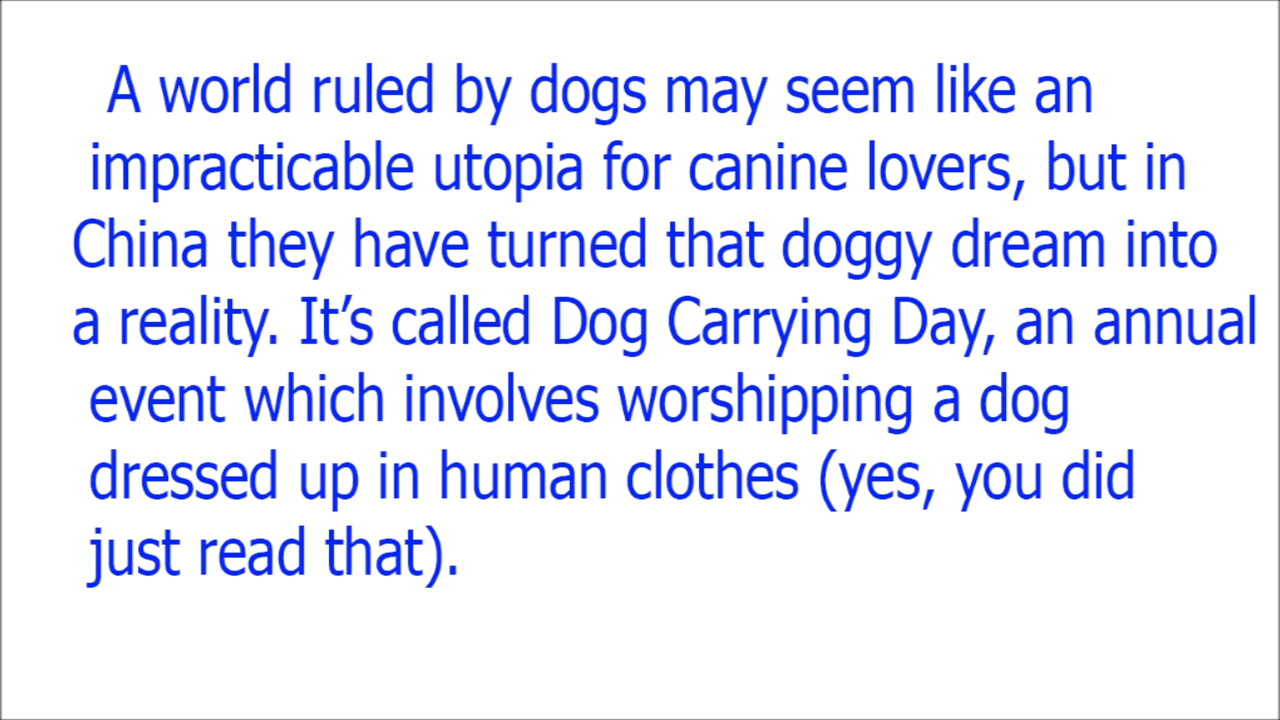 A world ruled by dogs may seem like an
impracticable utopia for canine lovers, but in
China they have turned that doggy dream into
a reality. It’s called Dog Carrying Day, an annual
event which involves worshipping a dog
dressed up in human clothes (yes, you did
just read that).